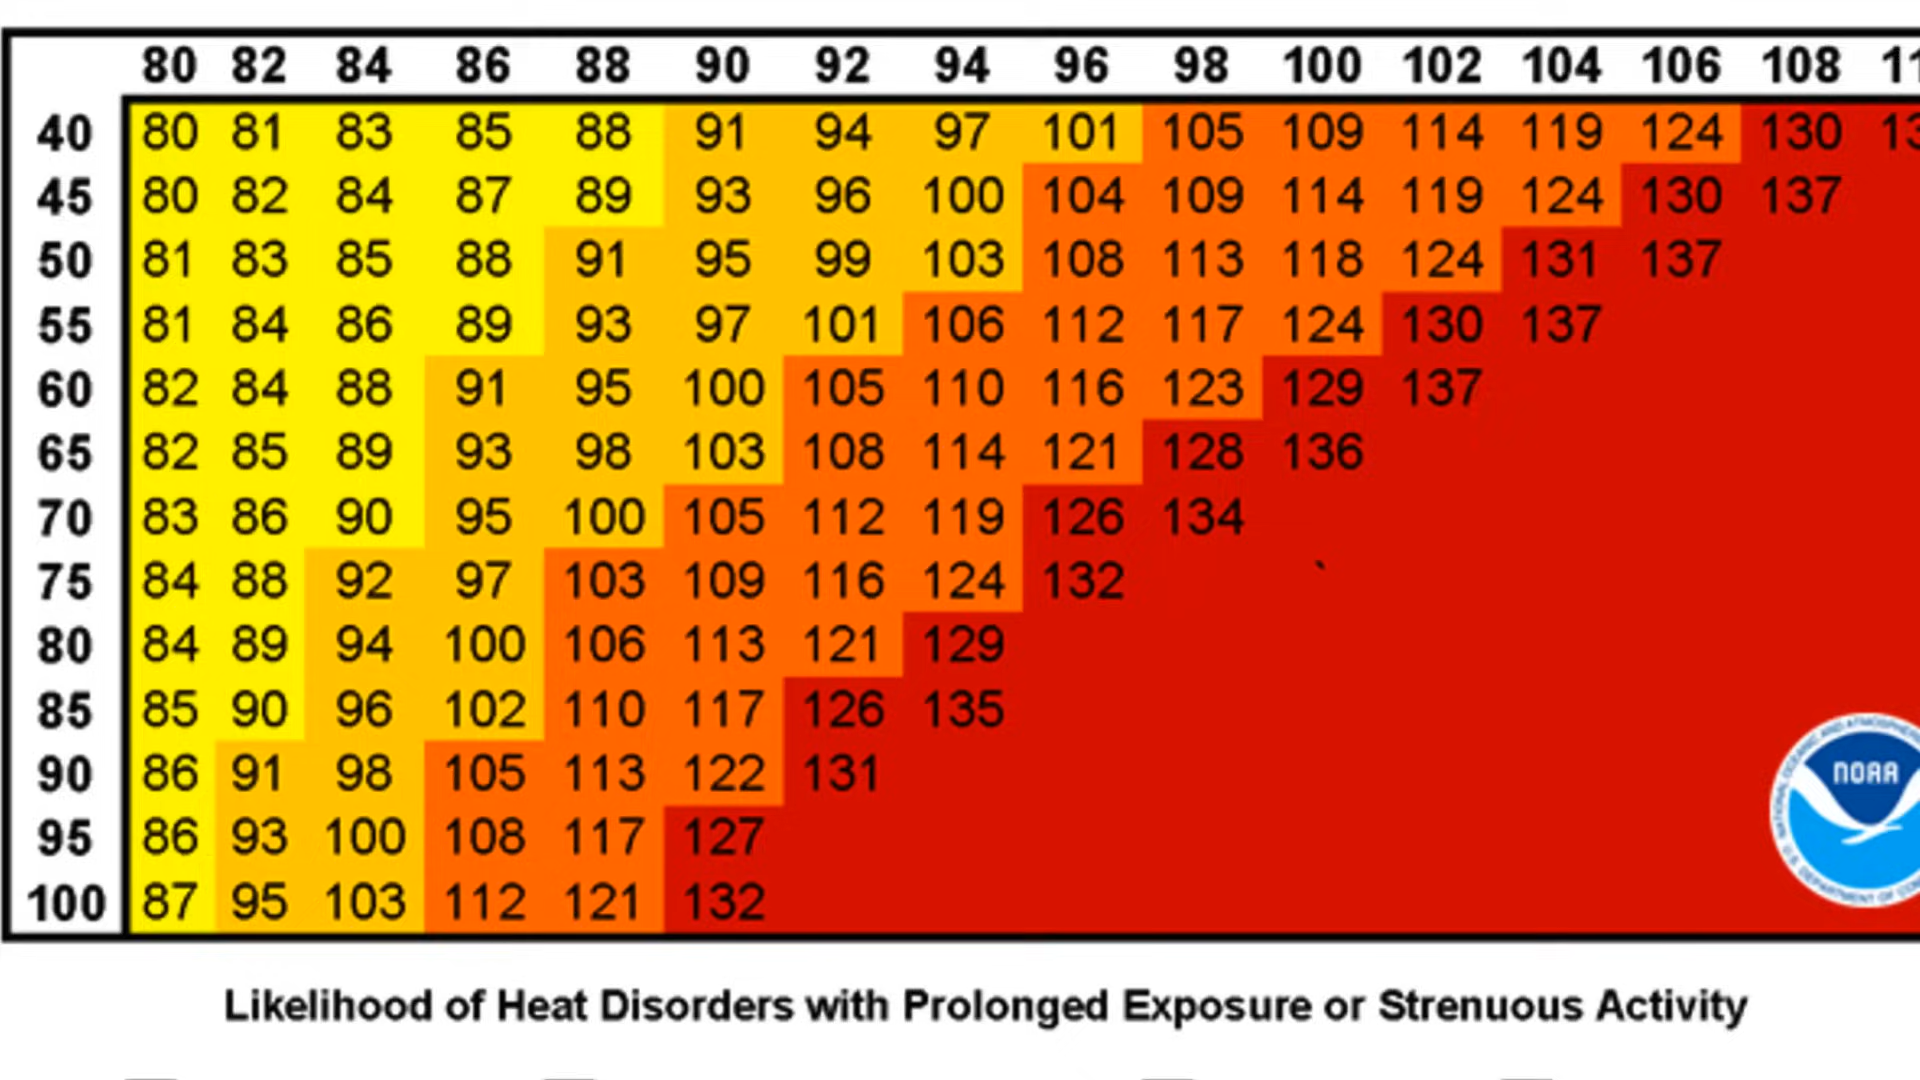 80 82 84 86 88 90 92 94 96 98 100 102 104 106 108
40 80 81 83 85 88 91 94 97 101 105 109 114 119 124 130
45 80 82 84 87 89 93 96 100 104 109 114 119 124 130 137
50 81 83 85 88 91 95 99 103 108 113 118 124 131 137
55 81 84 86 89 93 97 101 106 112 117 124 130 137
60 82 84 88 91 95 100 105 110 116 123 129 137
65 82 85 89 93 98 103 108 114 121 128 136
70 83 86 90 95 100 105 112 119 126 134
75 84 88 92 97 103 109 116 124 132
80 84 89 94 100 106 113 121 129
85 85 90 96 102 110 117 126 135
90 86 91 98 105 113 122 131
95 86 93 100 108 117 127
100 87 95 103 112 121 132
NOAA
Likelihood of Heat Disorders with Prolonged Exposure or Strenuous Activity